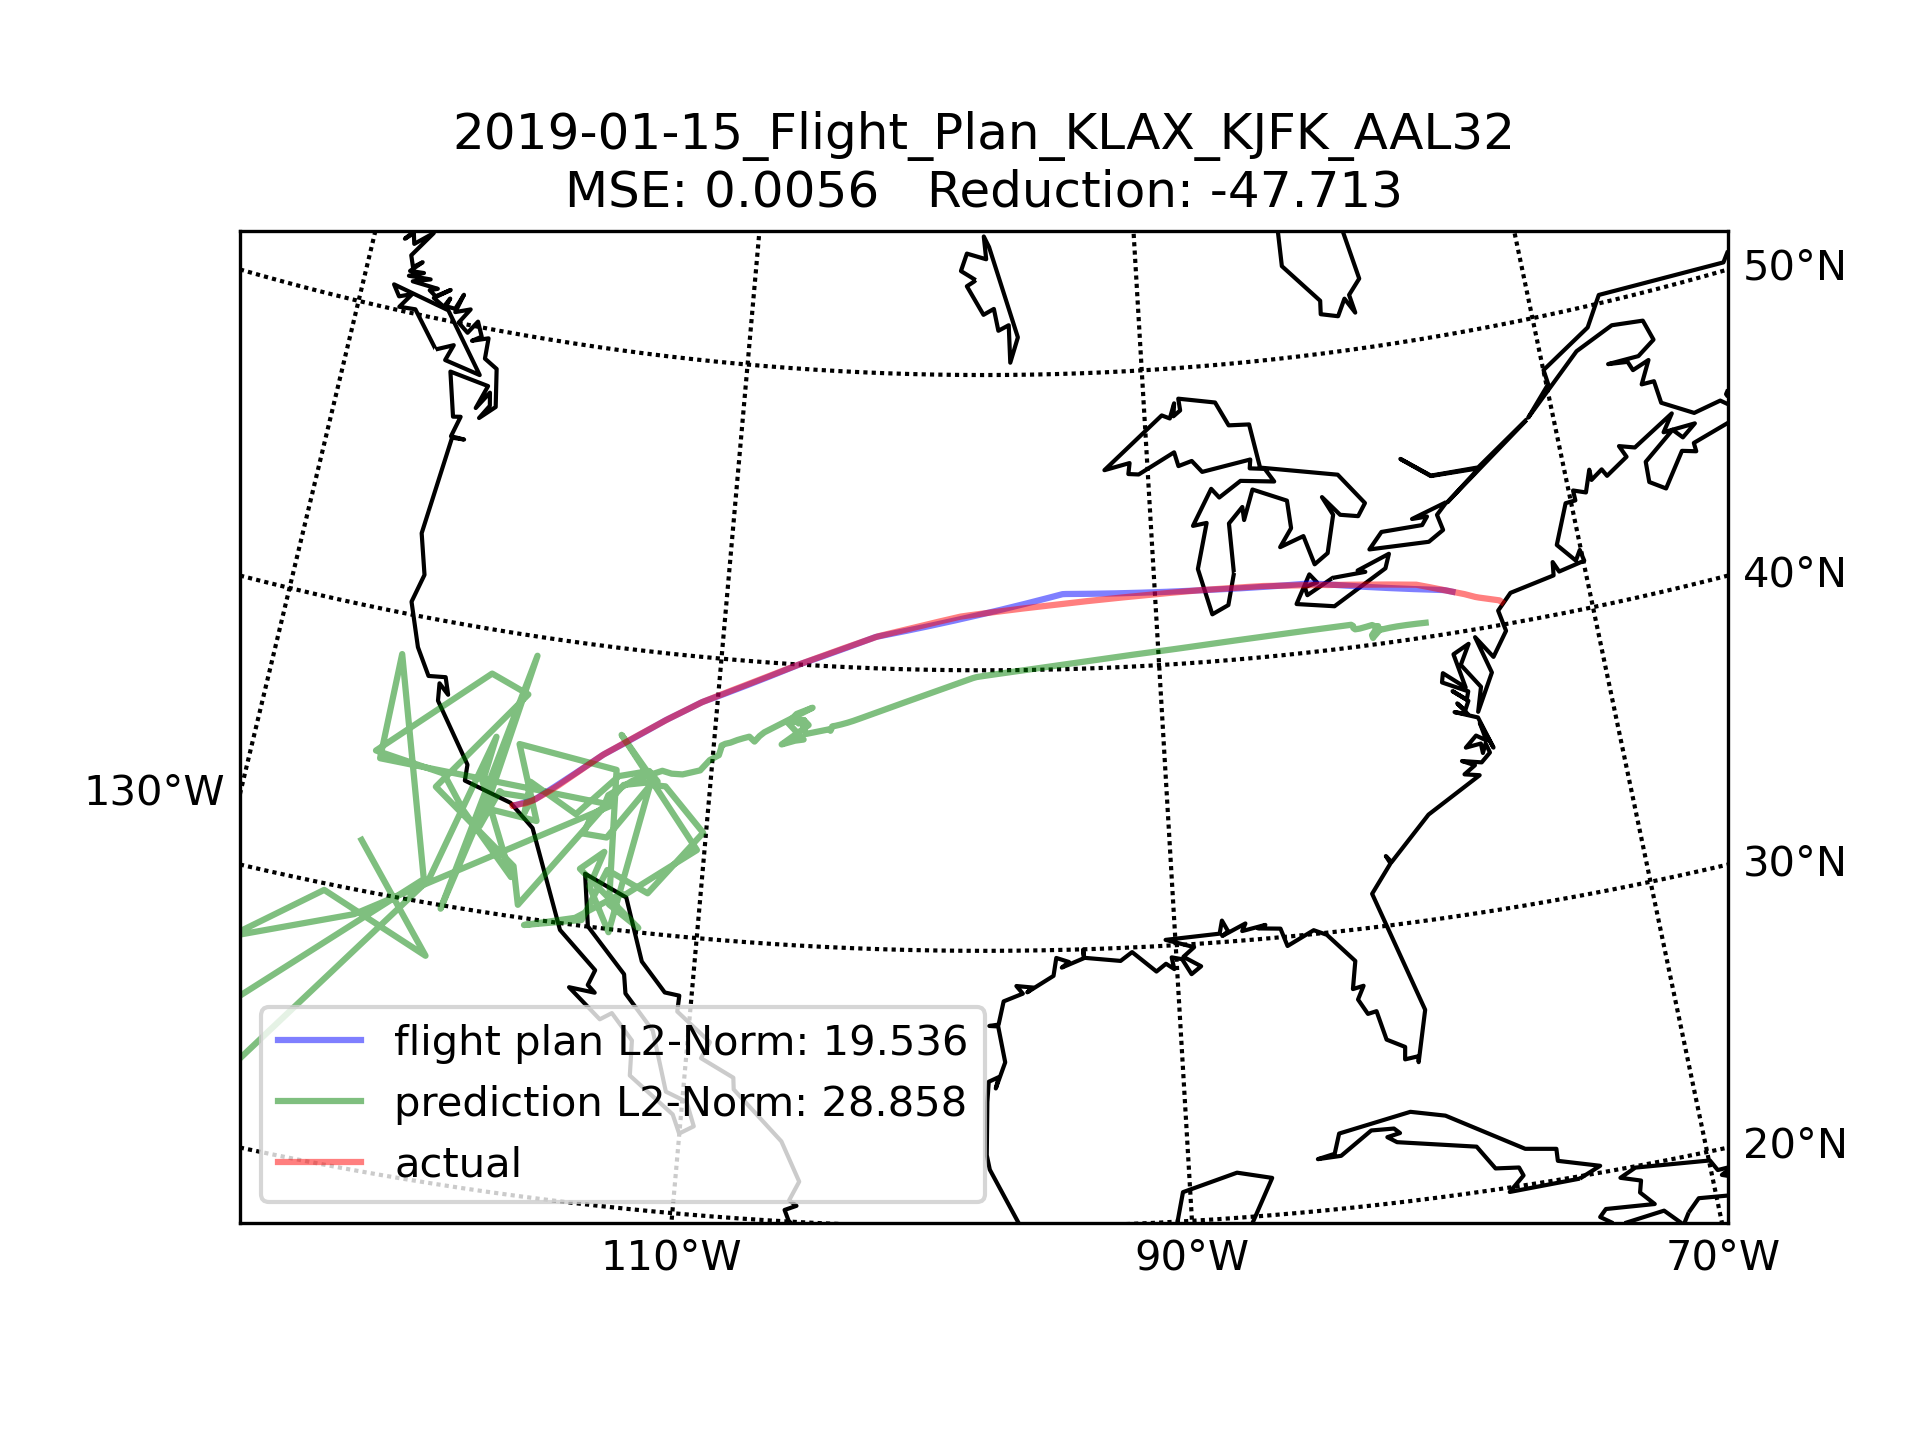 2019-01-15_Flight_Plan_KLAX_KJFK_AAL32
MSE: 0.0056   Reduction: -47.713
50°N
40°N
130°W
30°N
flight plan L2-Norm: 19.536
prediction L2-Norm: 28.858
20°N
actual
110°W
90°W
70°W